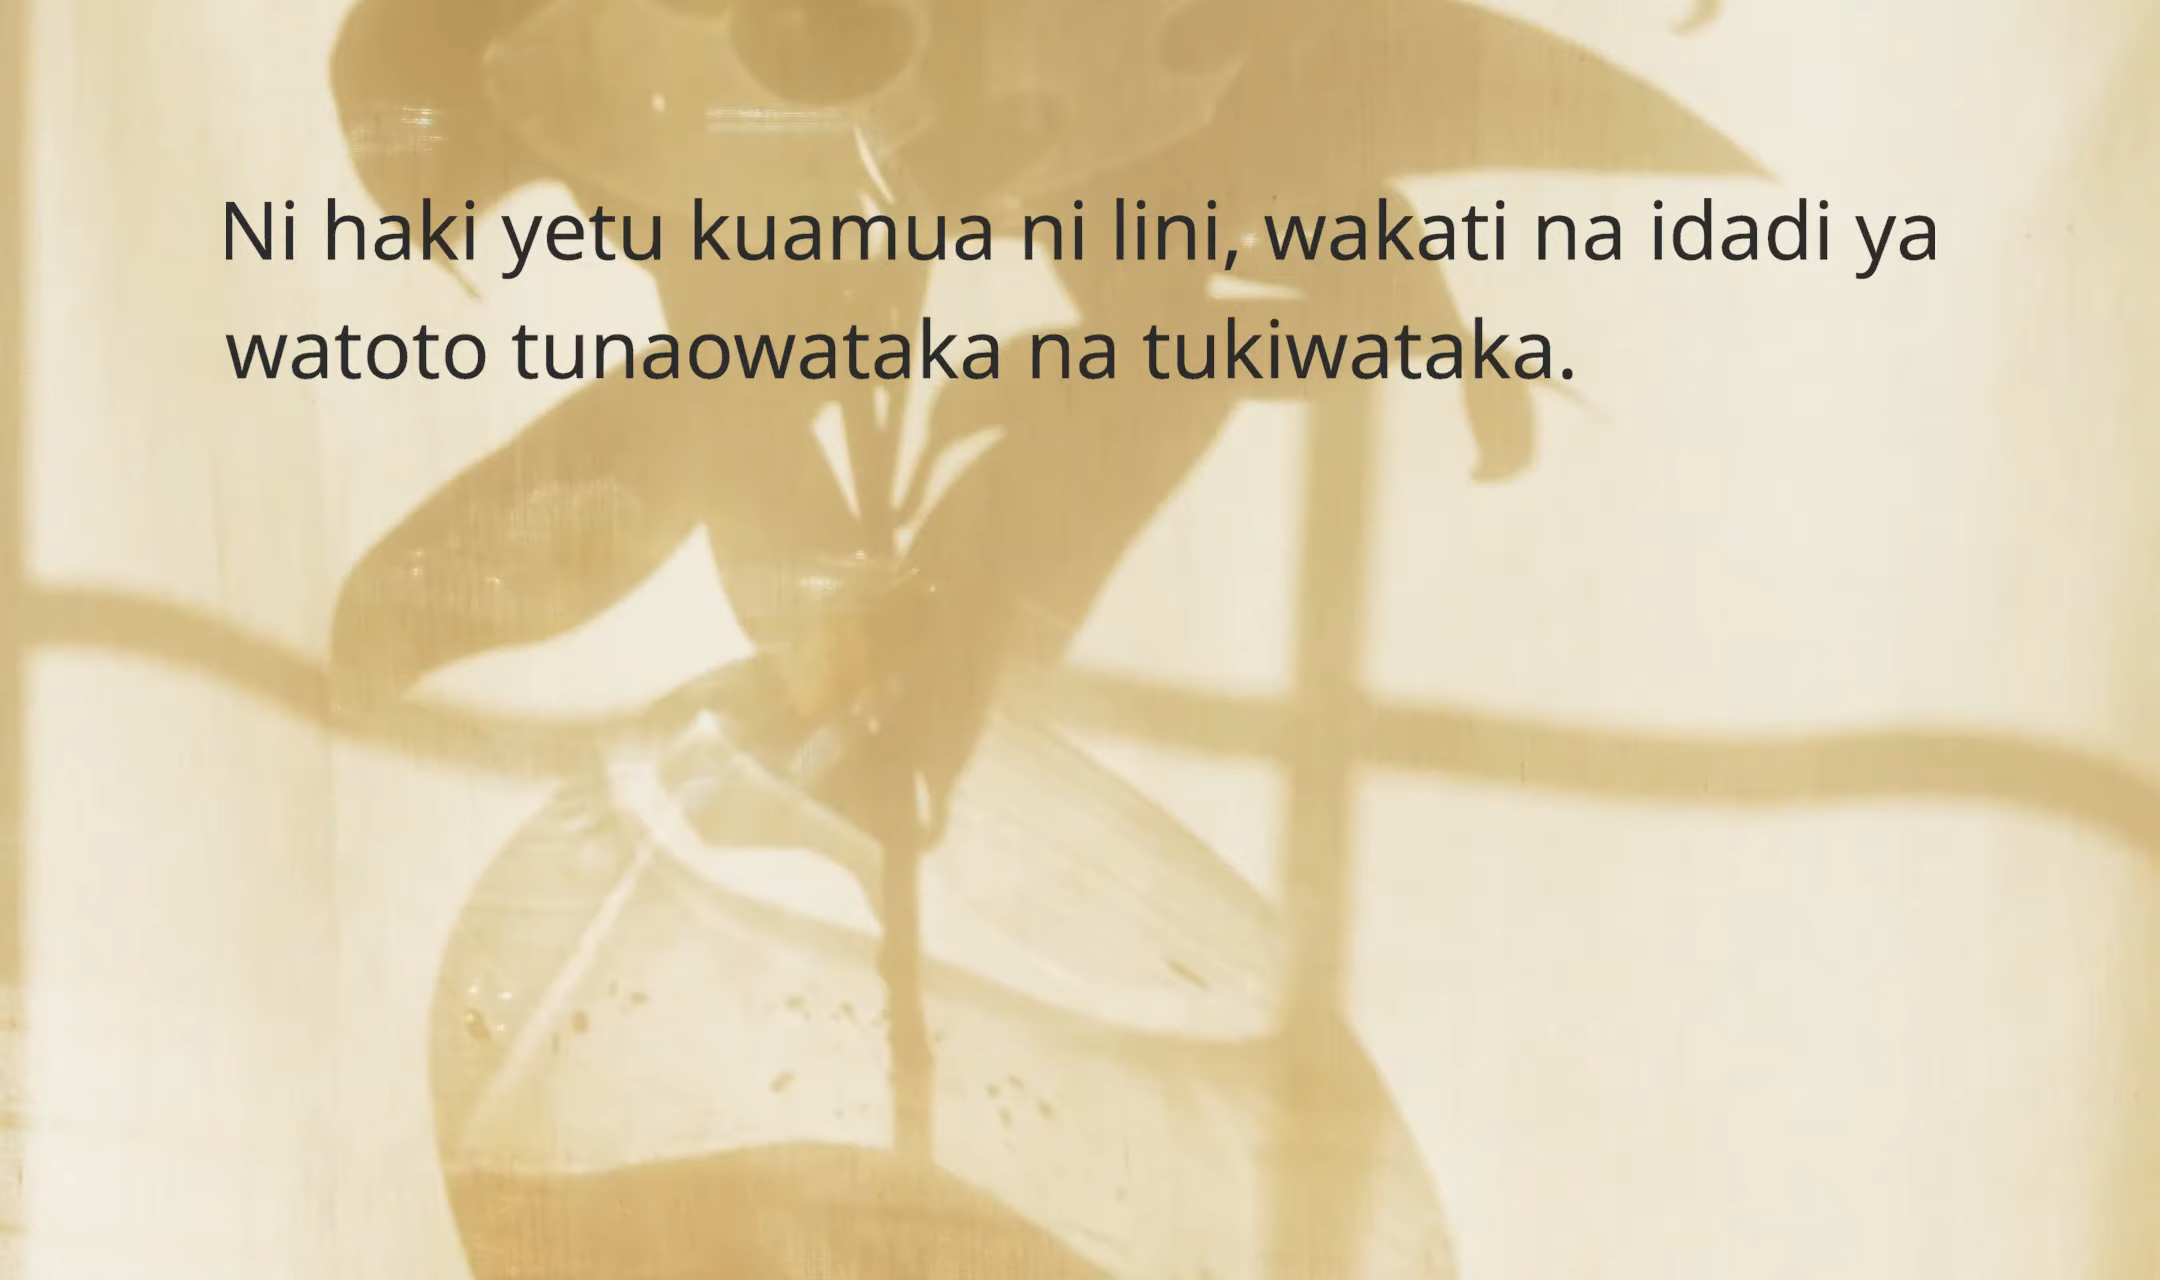 Ni haki yetu kuamua ni lini, wakati na idadi ya
watoto tunaowataka na tukiwataka.